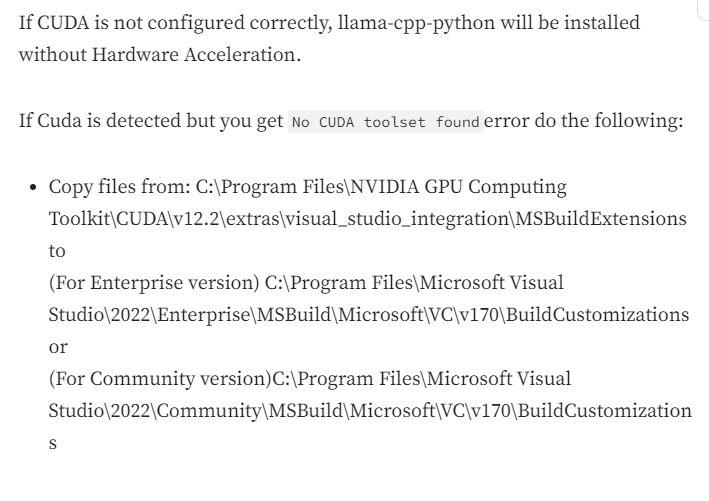 If CUDA is not configured correctly, llama-cpp-python will be installed
without Hardware Acceleration.
If Cuda is detected but you get No CUDA toolset found error do the following:
• Copy files from: C:\Program Files\NVIDIA GPU Computing
Toolkit\CUDA\v12.2\extras\visual_studio_integration\MSBuildExtensions
to
(For Enterprise version) C:\Program Files\Microsoft Visual
Studio\2022\Enterprise\MSBuild\Microsoft\VC\v170\BuildCustomizations
or
(For Community version)C:\Program Files\Microsoft Visual
Studio\2022\Community\MSBuild\Microsoft\VC\v170\BuildCustomization
s